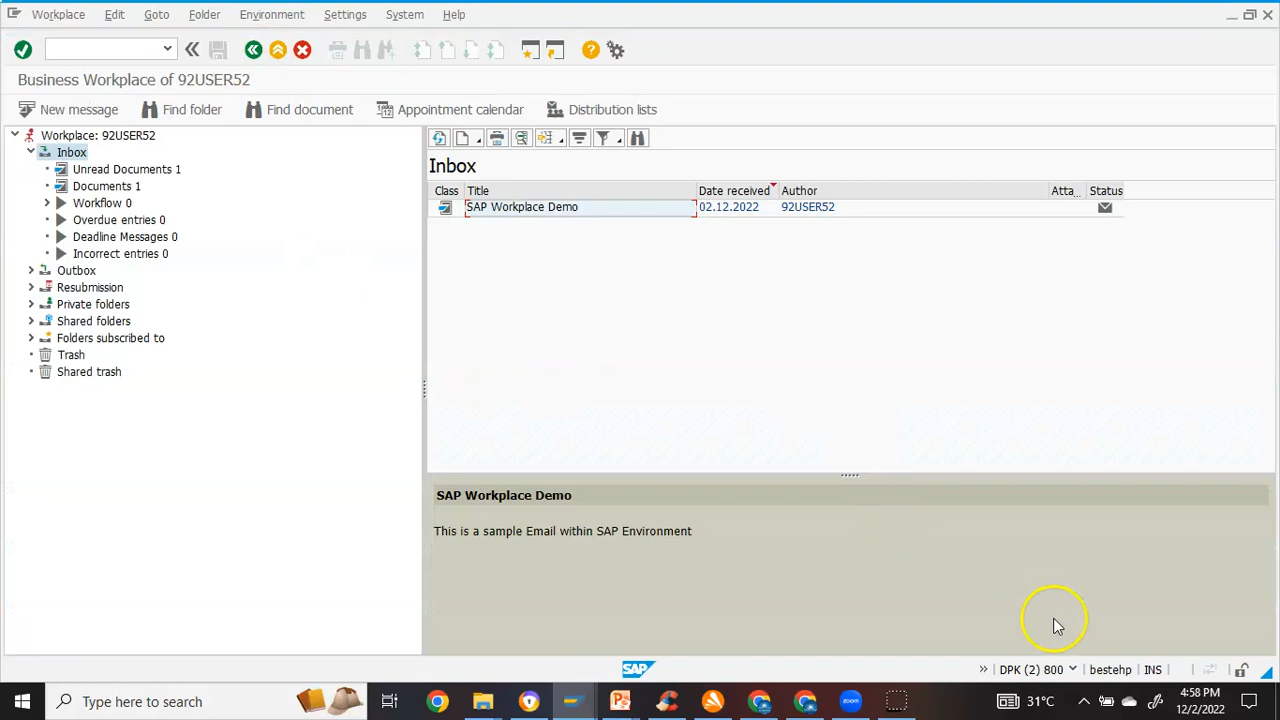 Workplace Edit Goto Folder Environment Settings System Help
Business Workplace of 92USER52
New message Find folder Find document Appointment calendar Distribution lists
Workplace: 92USER52
Inbox
Unread Documents 1
Documents 1
Workflow 0
Overdue entries 0
Deadline Messages 0
Incorrect entries 0
Outbox
Resubmission
Private folders
Shared folders
Folders subscribed to
Trash
Shared trash
Inbox
Class Title Date received Author Atta... Status
SAP Workplace Demo 02.12.2022 92USER52
SAP Workplace Demo
This is a sample Email within SAP Environment
SAP
DPK (2) 800 bestehp INS
Type here to search
zoom
31°C
4:58 PM
12/2/2022